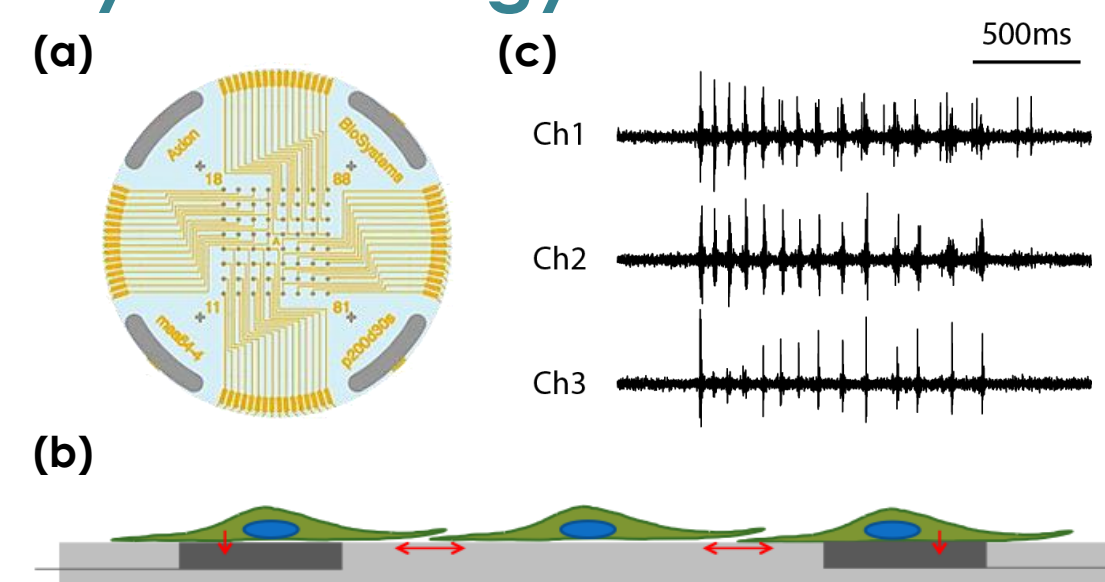 (a)
Axion
BioSystems
18
88
A
11
81
mea64-4
p200d30s
(b)
(c)
500ms
Ch1
Ch2
Ch3